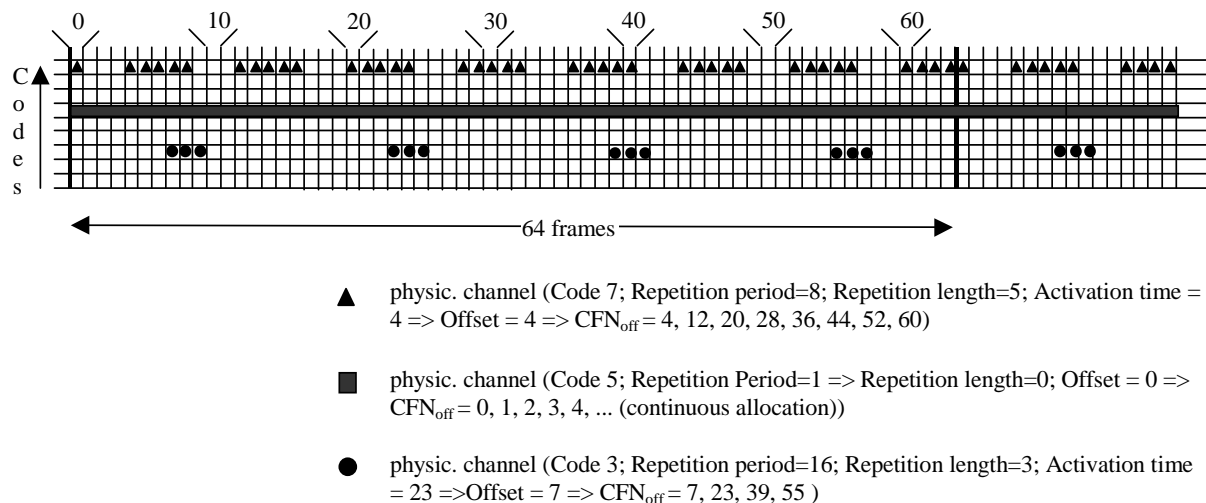 0 10 20 30 40 50 60
C
o
d
e
s
64 frames
physic. channel (Code 7; Repetition period=8; Repetition length=5; Activation time =
4 => Offset = 4 => CFNoff = 4, 12, 20, 28, 36, 44, 52, 60)
physic. channel (Code 5; Repetition Period=1 => Repetition length=0; Offset = 0 =>
CFNoff = 0, 1, 2, 3, 4, ... (continuous allocation))
physic. channel (Code 3; Repetition period=16; Repetition length=3; Activation time
= 23 =>Offset = 7 => CFNoff = 7, 23, 39, 55 )